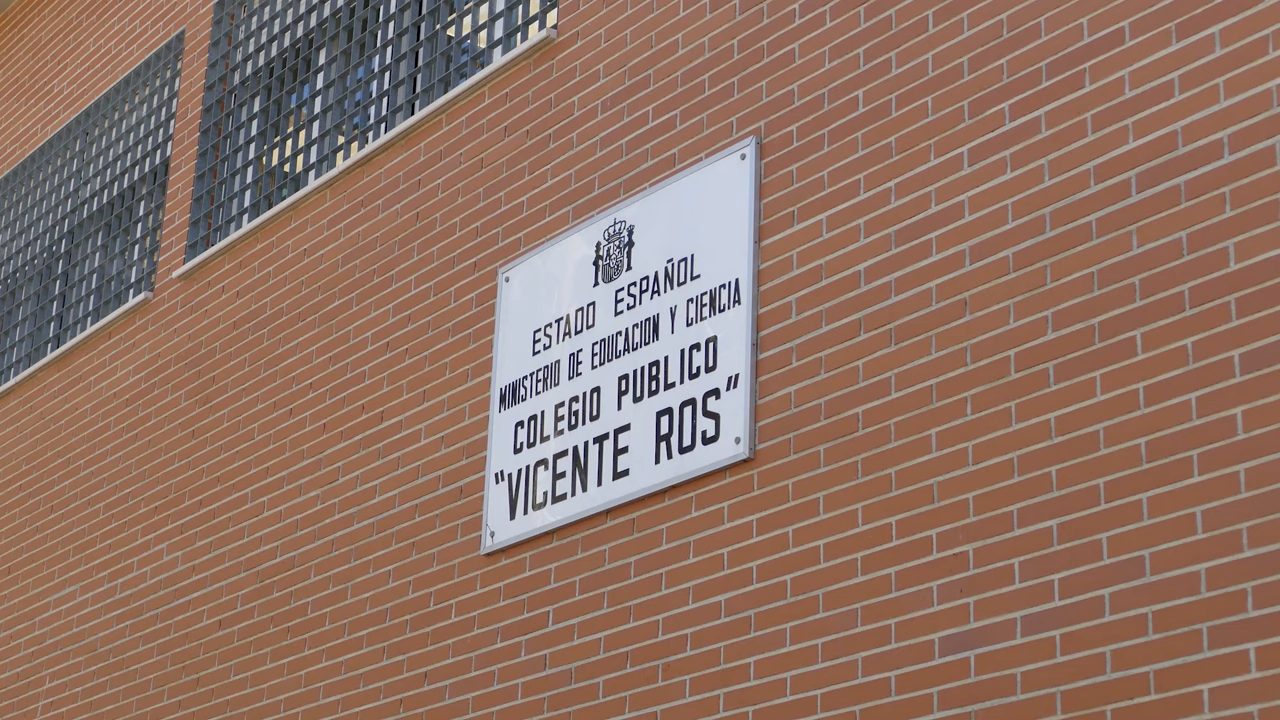 ESTADO ESPAÑOL
MINISTERIO DE EDUCACION Y CIENCIA
COLEGIO PUBLICO
"VICENTE ROS"